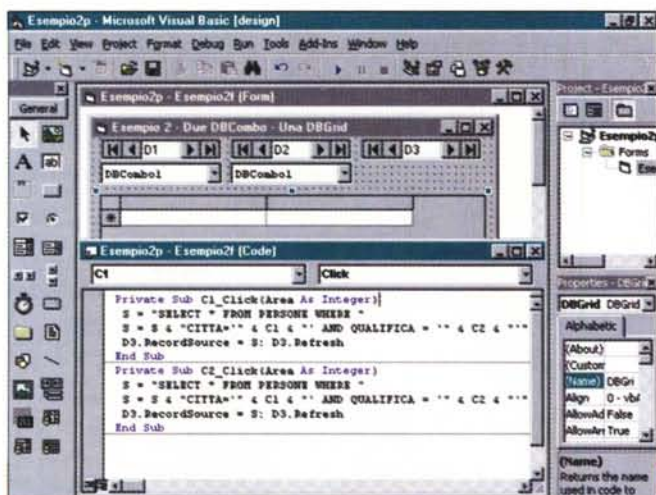 Esempio2p - Microsoft Visual Basic [design]
File Edit View Project Format Debug Run Tools Add-Ins Window Help
General
Esempio2p - Esempio2f (Form)
Esempio 2 - Due DBCombo - Una DBGrid
D1 D2 D3
DBCombo1 DBCombo1
Esempio2p - Esempio2f (Code)
C1 Click
Private Sub C1_Click(Area As Integer)
S = "SELECT * FROM PERSONE WHERE "
S = S & "CITTA='" & C1 & "' AND QUALIFICA = '" & C2 & "'"
D3.RecordSource = S: D3.Refresh
End Sub
Private Sub C2_Click(Area As Integer)
S = "SELECT * FROM PERSONE WHERE "
S = S & "CITTA='" & C1 & "' AND QUALIFICA = '" & C2 & "'"
D3.RecordSource = S: D3.Refresh
End Sub
Project - Esempio
Esempio2p
Forms
Ese
Properties - DBGri
DBGrid DBGrid
Alphabetic
(About)
(Custom
(Name) DBGri
Align 0 - vbA
AllowAd False
AllowArr True
(Name)
Returns the name
used in code to